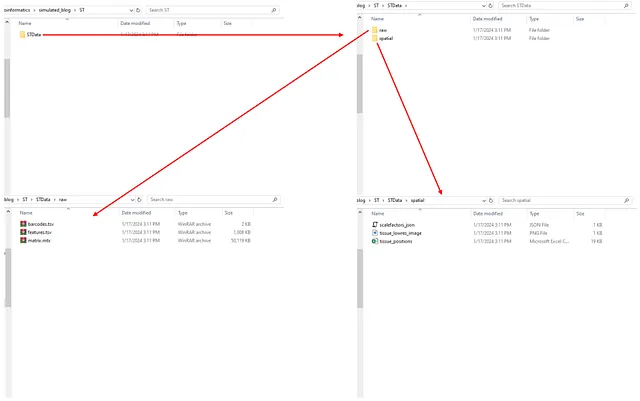 oinformatics > simulated_blog > ST Search ST
Name Date modified Type Size
STData 1/17/2024 3:11 PM File folder
blog > ST > STData > Search STData
Name Date modified Type Size
raw 1/17/2024 3:11 PM File folder
spatial 1/17/2024 3:11 PM File folder
blog > ST > STData > raw Search raw
Name Date modified Type Size
barcodes.tsv 1/17/2024 3:11 PM WinRAR archive 2 KB
features.tsv 1/17/2024 3:11 PM WinRAR archive KB
matrix.mtx 1/17/2024 3:11 PM WinRAR archive KB
blog > ST > STData > spatial Search spatial
Name Date modified Type Size
scalefactors_json 1/17/2024 3:11 PM JSON File 1 KB
tissue_lowres_image 1/17/2024 3:11 PM PNG File 1 KB
tissue_positions 1/17/2024 3:11 PM Microsoft Excel C... 19 KB